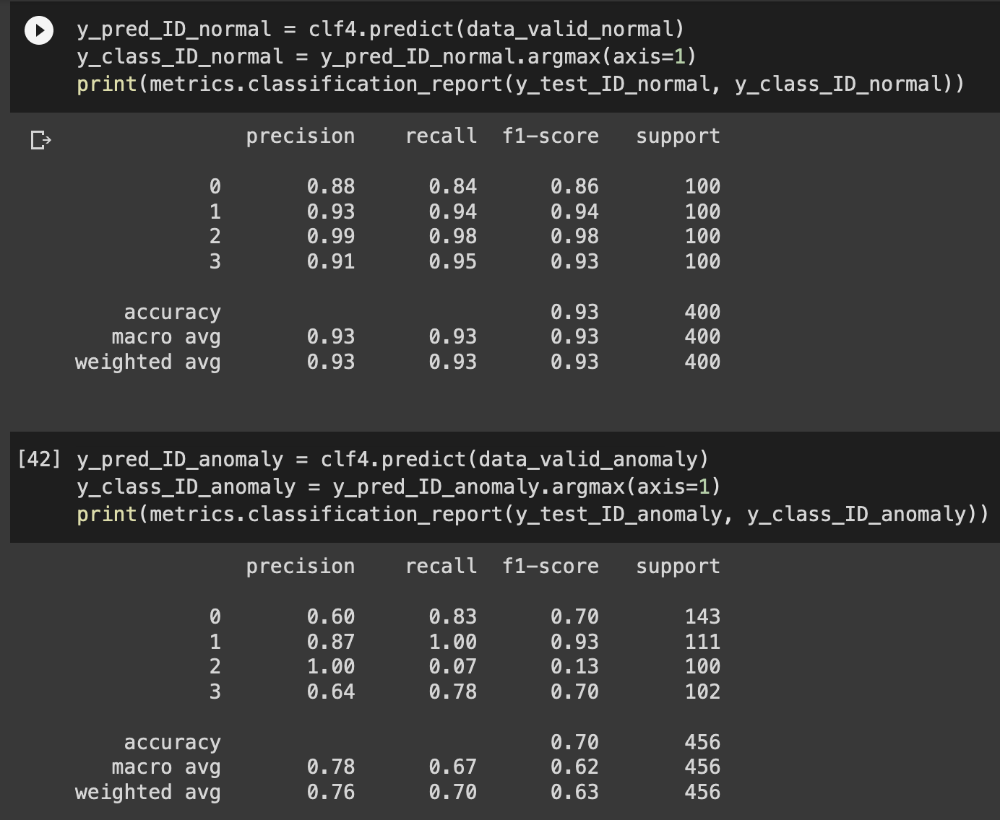 y_pred_ID_normal = clf4.predict(data_valid_normal)
y_class_ID_normal = y_pred_ID_normal.argmax(axis=1)
print(metrics.classification_report(y_test_ID_normal, y_class_ID_normal))
precision recall f1-score support
0 0.88 0.84 0.86 100
1 0.93 0.94 0.94 100
2 0.99 0.98 0.98 100
3 0.91 0.95 0.93 100
accuracy 0.93 400
macro avg 0.93 0.93 0.93 400
weighted avg 0.93 0.93 0.93 400
[42] y_pred_ID_anomaly = clf4.predict(data_valid_anomaly)
y_class_ID_anomaly = y_pred_ID_anomaly.argmax(axis=1)
print(metrics.classification_report(y_test_ID_anomaly, y_class_ID_anomaly))
precision recall f1-score support
0 0.60 0.83 0.70 143
1 0.87 1.00 0.93 111
2 1.00 0.07 0.13 100
3 0.64 0.78 0.70 102
accuracy 0.70 456
macro avg 0.78 0.67 0.62 456
weighted avg 0.76 0.70 0.63 456